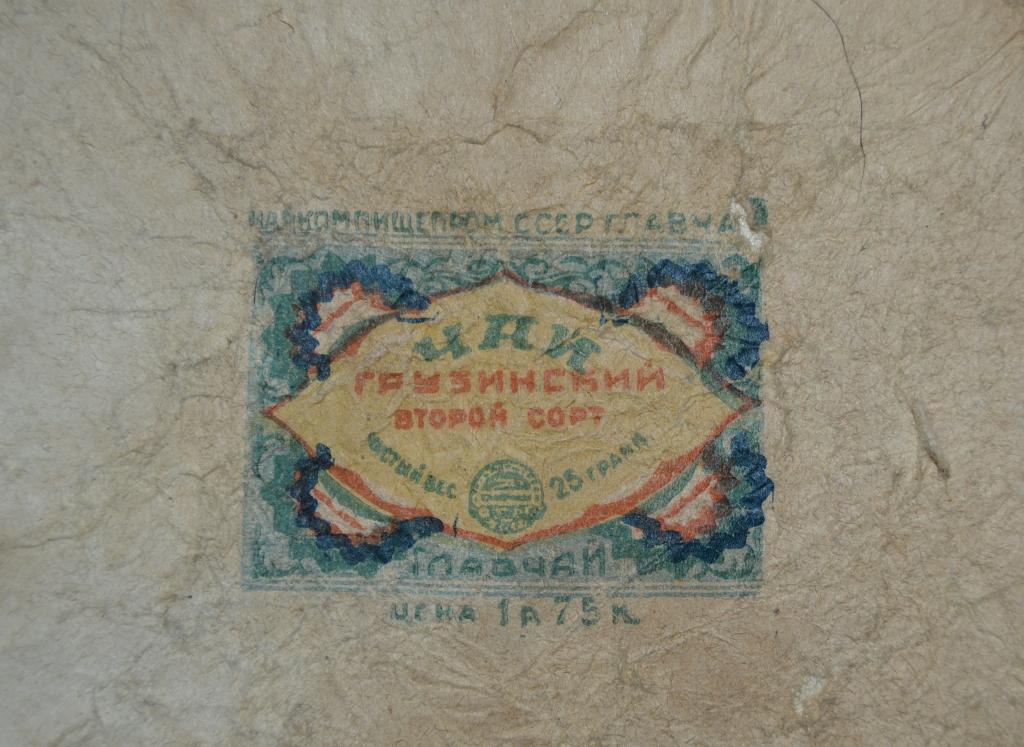 НАРКОМПИЩЕПРОМ СССР ГЛАВЧАЙ
ЧАЙ
ГРУЗИНСКИЙ
ВТОРОЙ СОРТ
ЧИСТЫЙ ВЕС 25 ГРАММ
ГЛАВЧАЙ
ЦЕНА 1 р. 75 к.